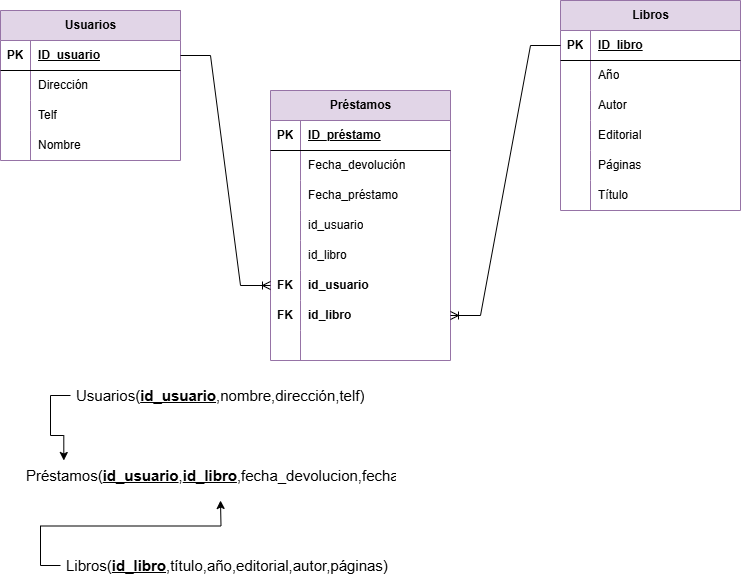 Usuarios
PK ID_usuario
Dirección
Telf
Nombre
Préstamos
PK ID_préstamo
Fecha_devolución
Fecha_préstamo
id_usuario
id_libro
FK id_usuario
FK id_libro
Libros
PK ID_libro
Año
Autor
Editorial
Páginas
Título
Usuarios(id_usuario,nombre,dirección,telf)
Préstamos(id_usuario,id_libro,fecha_devolucion,fecha
Libros(id_libro,título,año,editorial,autor,páginas)